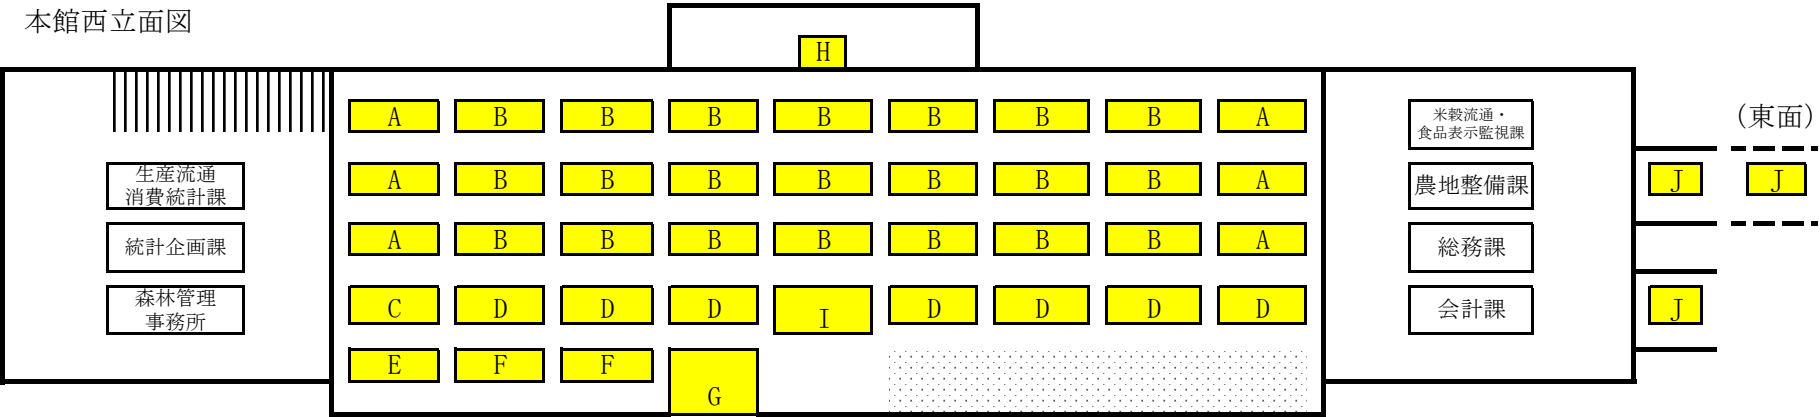 本館西立面図
H
A B B B B B B B A
米穀流通・
食品表示監視課
(東面)
生産流通
消費統計課
A B B B B B B B A
農地整備課
J J
統計企画課
A B B B B B B B A
総務課
森林管理
事務所
C D D D I D D D D
会計課
J
E F F
G